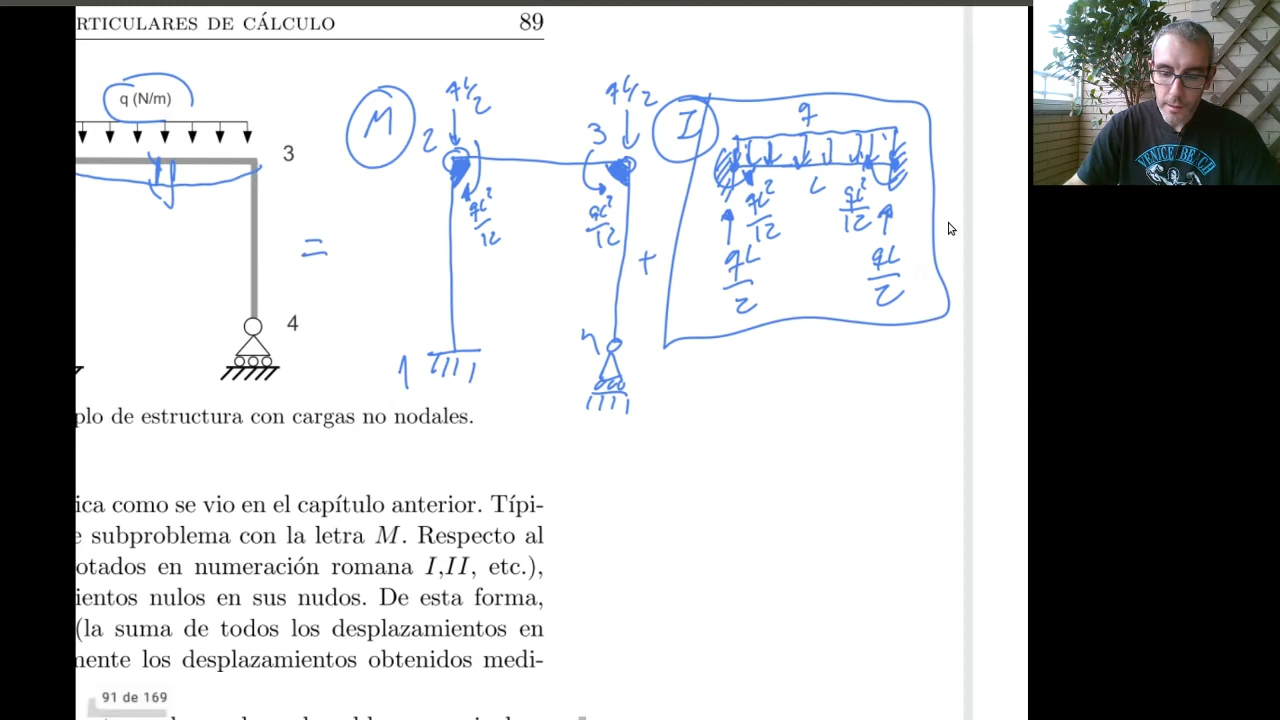 RTICULARES DE CÁLCULO 89
q (N/m)
3
4
=
M
qL/2
qL/2
2
3
qL²/12
qL²/12
1
4
+
I
q
L
qL²/12
qL²/12
qL/2
qL/2
plo de estructura con cargas no nodales.
ica como se vio en el capítulo anterior. Típi-
e subproblema con la letra M. Respecto al
otados en numeración romana I,II, etc.),
ientos nulos en sus nudos. De esta forma,
(la suma de todos los desplazamientos en
mente los desplazamientos obtenidos medi-
91 de 169
VENICE BEACH